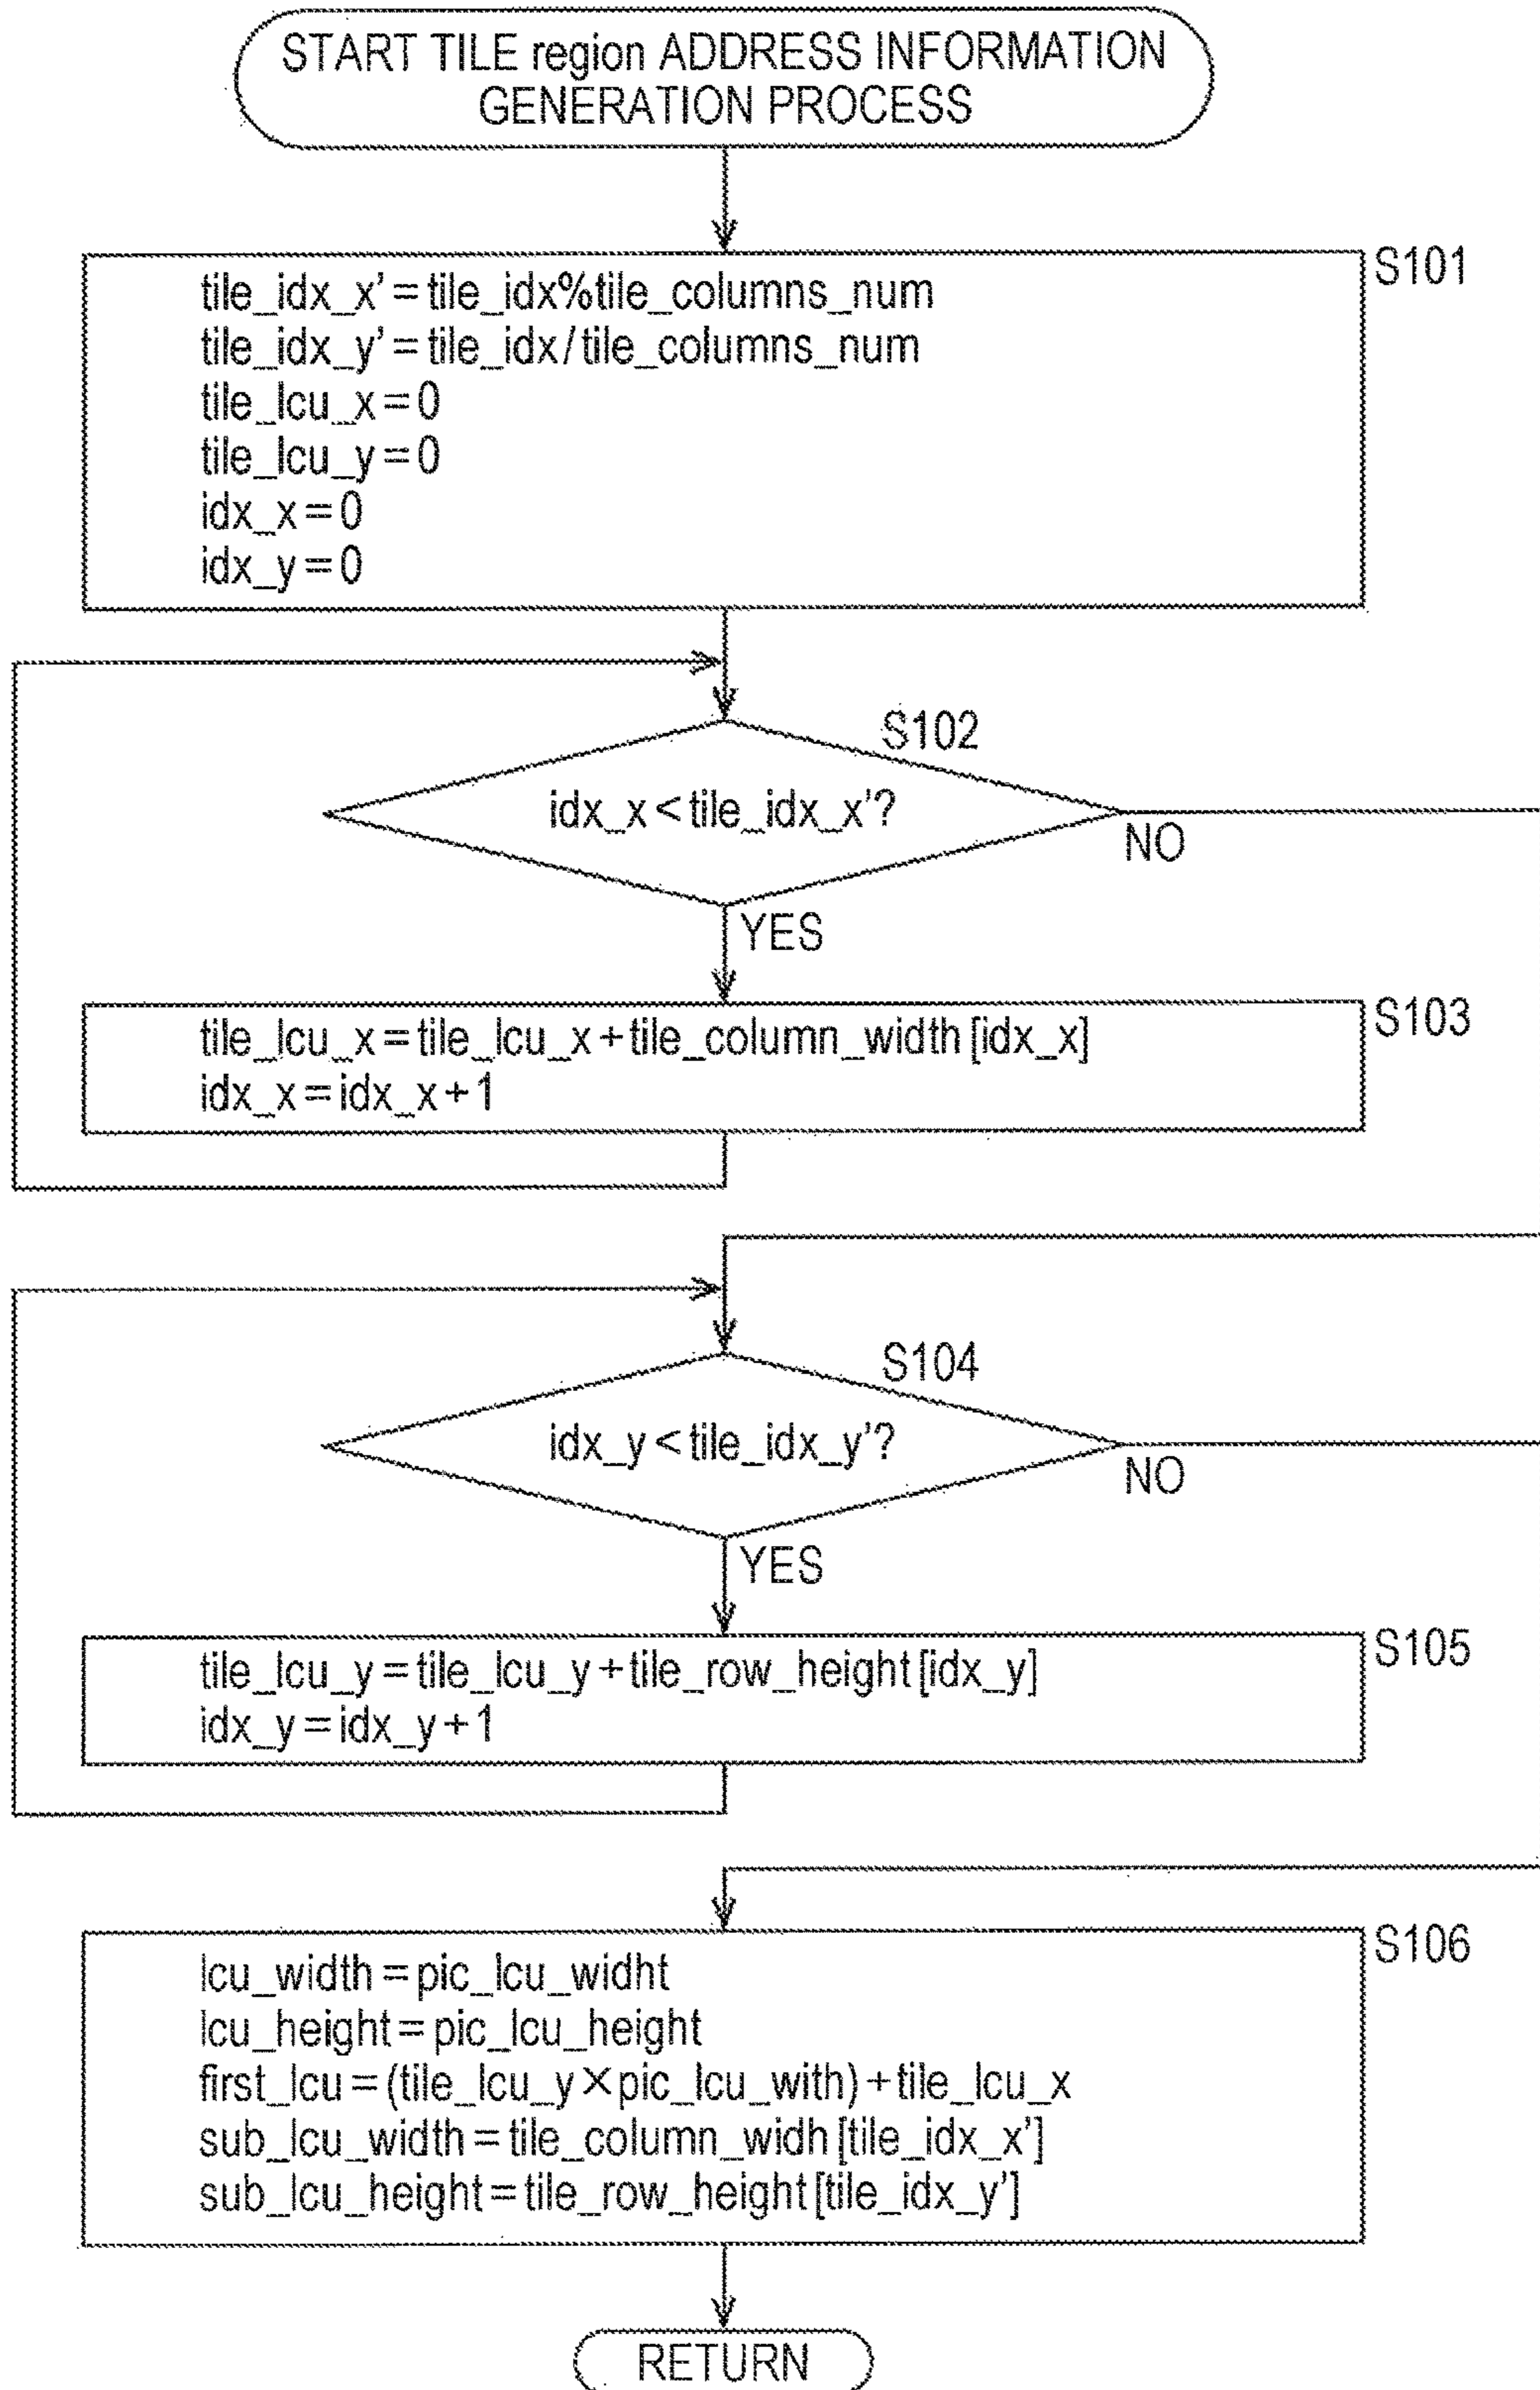 START TILE region ADDRESS INFORMATION
GENERATION PROCESS
S101
tile_idx_x' = tile_idx%tile_columns_num
tile_idx_y' = tile_idx/tile_columns_num
tile_lcu_x = 0
tile_lcu_y = 0
idx_x = 0
idx_y = 0
S102
idx_x < tile_idx_x'?
NO
YES
S103
tile_lcu_x = tile_lcu_x + tile_column_width [idx_x]
idx_x = idx_x + 1
S104
idx_y < tile_idx_y'?
NO
YES
S105
tile_lcu_y = tile_lcu_y + tile_row_height [idx_y]
idx_y = idx_y + 1
S106
lcu_width = pic_lcu_widht
lcu_height = pic_lcu_height
first_lcu = (tile_lcu_y × pic_lcu_with) + tile_lcu_x
sub_lcu_width = tile_column_widh [tile_idx_x']
sub_lcu_height = tile_row_height [tile_idx_y']
RETURN